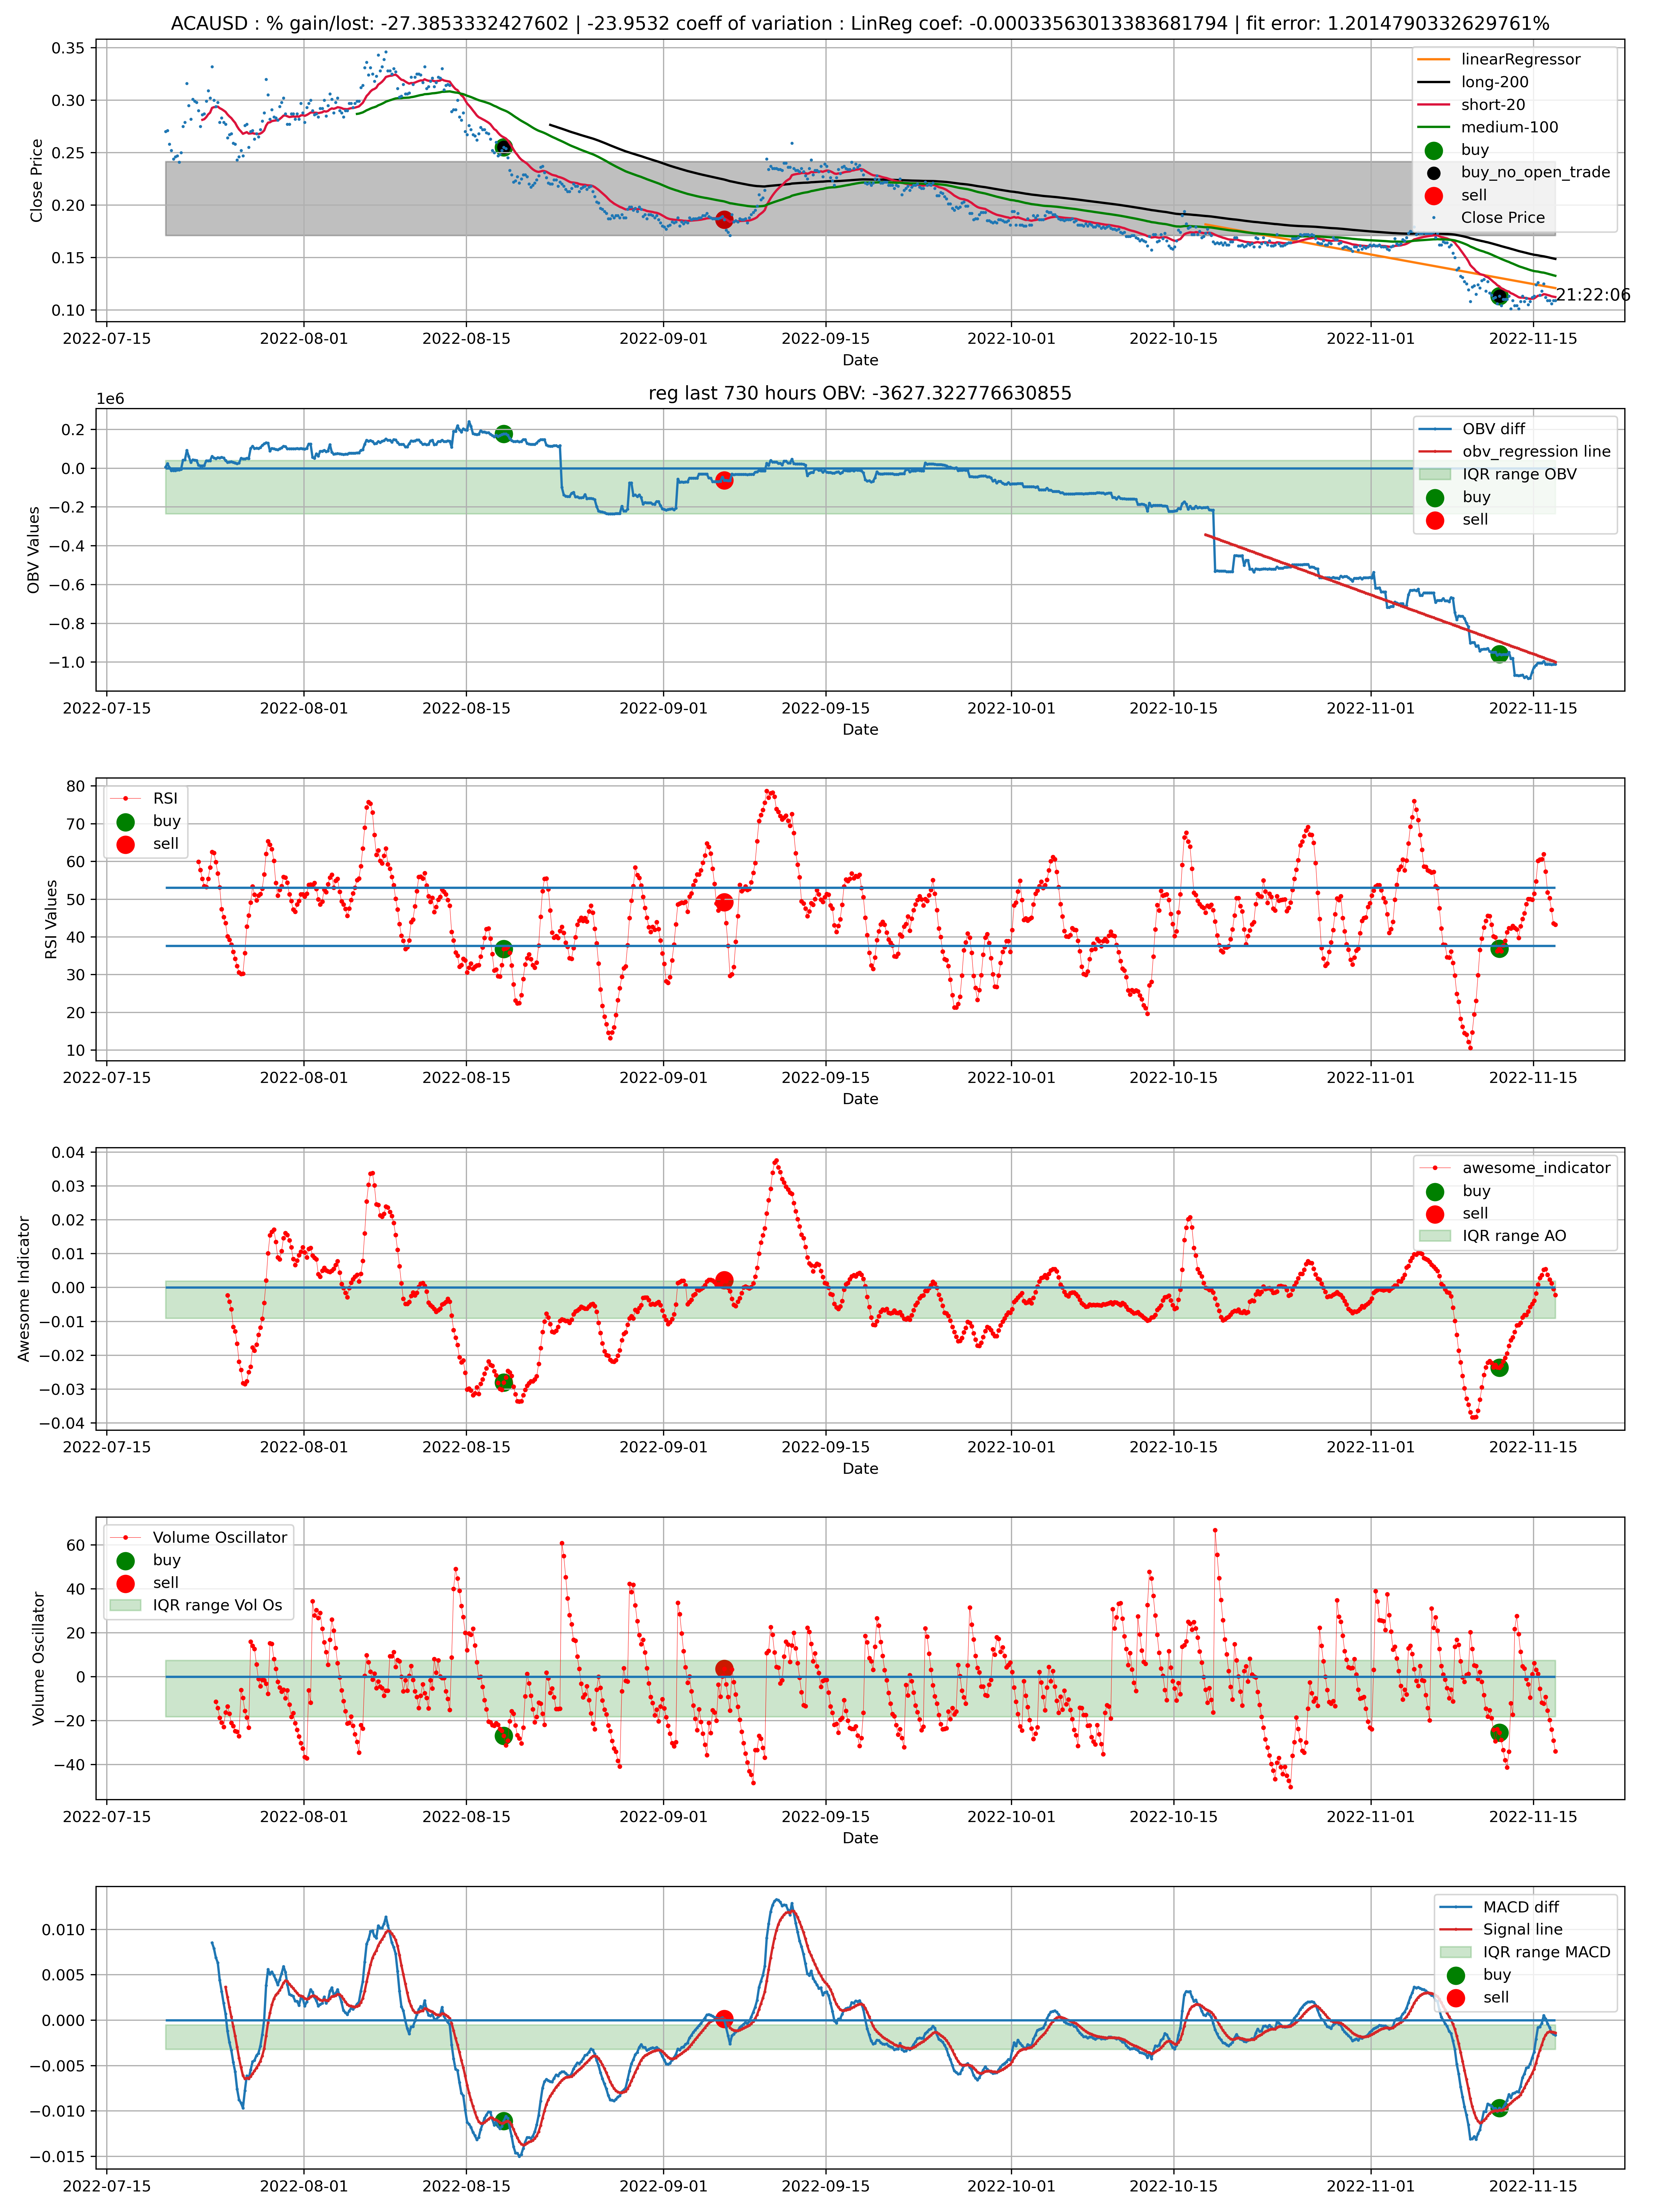 ACAUSD : % gain/lost: -27.3853332427602 | -23.9532 coeff of variation : LinReg coef: -0.00033563013383681794 | fit error: 1.2014790332629761%
Close Price
0.35
0.30
0.25
0.20
0.15
0.10
linearRegressor
long-200
short-20
medium-100
buy
buy_no_open_trade
sell
Close Price
21:22:06
2022-07-15 2022-08-01 2022-08-15 2022-09-01 2022-09-15 2022-10-01 2022-10-15 2022-11-01 2022-11-15
Date
reg last 730 hours OBV: -3627.322776630855
1e6
OBV Values
0.2
0.0
−0.2
−0.4
−0.6
−0.8
−1.0
OBV diff
obv_regression line
IQR range OBV
buy
sell
2022-07-15 2022-08-01 2022-08-15 2022-09-01 2022-09-15 2022-10-01 2022-10-15 2022-11-01 2022-11-15
Date
RSI Values
80
70
60
50
40
30
20
10
RSI
buy
sell
2022-07-15 2022-08-01 2022-08-15 2022-09-01 2022-09-15 2022-10-01 2022-10-15 2022-11-01 2022-11-15
Date
Awesome Indicator
0.04
0.03
0.02
0.01
0.00
−0.01
−0.02
−0.03
−0.04
awesome_indicator
buy
sell
IQR range AO
2022-07-15 2022-08-01 2022-08-15 2022-09-01 2022-09-15 2022-10-01 2022-10-15 2022-11-01 2022-11-15
Date
Volume Oscillator
60
40
20
0
−20
−40
Volume Oscillator
buy
sell
IQR range Vol Os
2022-07-15 2022-08-01 2022-08-15 2022-09-01 2022-09-15 2022-10-01 2022-10-15 2022-11-01 2022-11-15
Date
0.010
0.005
0.000
−0.005
−0.010
−0.015
MACD diff
Signal line
IQR range MACD
buy
sell
2022-07-15 2022-08-01 2022-08-15 2022-09-01 2022-09-15 2022-10-01 2022-10-15 2022-11-01 2022-11-15